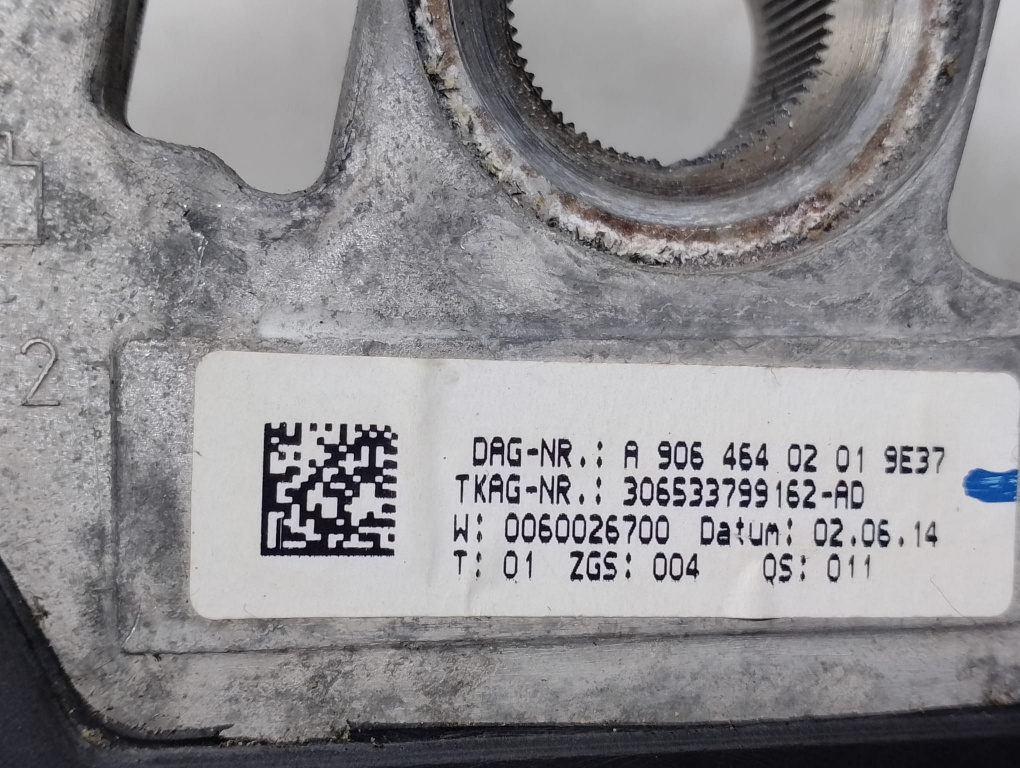 2
DAG-NR.: A 906 464 02 01 9E37
TKAG-NR.: 306533799162-AD
W: 0060026700 Datum: 02.06.14
T: 01 ZGS: 004 QS: 011